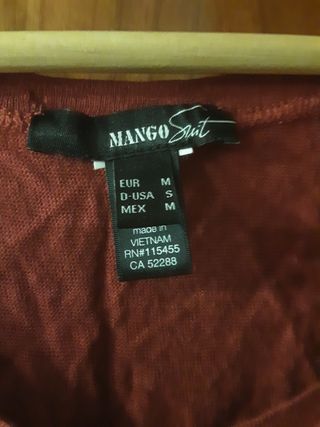 MANGO Suit
EUR M
D-USA S
MEX M
made in
VIETNAM
RN#115455
CA 52288